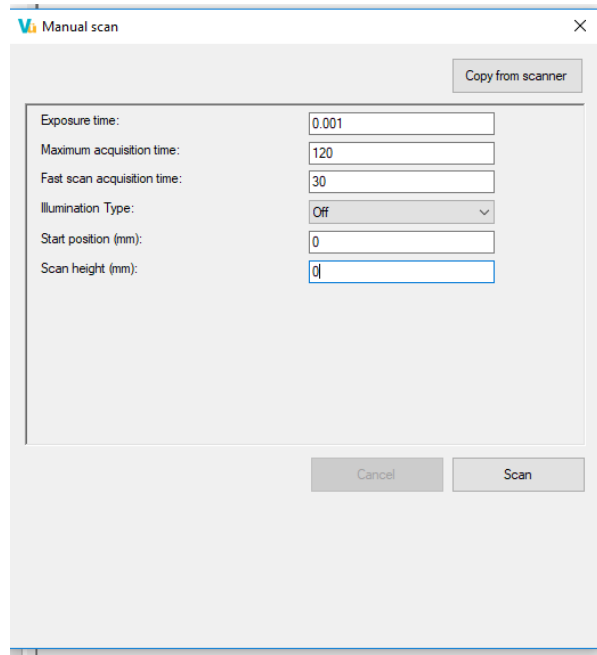 Manual scan
Copy from scanner
Exposure time: 0.001
Maximum acquisition time: 120
Fast scan acquisition time: 30
Illumination Type: Off
Start position (mm): 0
Scan height (mm): 0
Cancel Scan